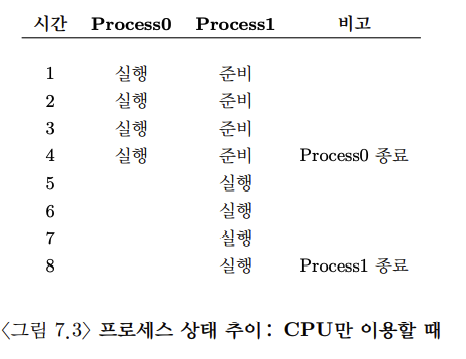 시간 Process0 Process1 비고
1 실행 준비
2 실행 준비
3 실행 준비
4 실행 준비 Process0 종료
5 실행
6 실행
7 실행
8 실행 Process1 종료
〈그림 7.3〉 프로세스 상태 추이: CPU만 이용할 때